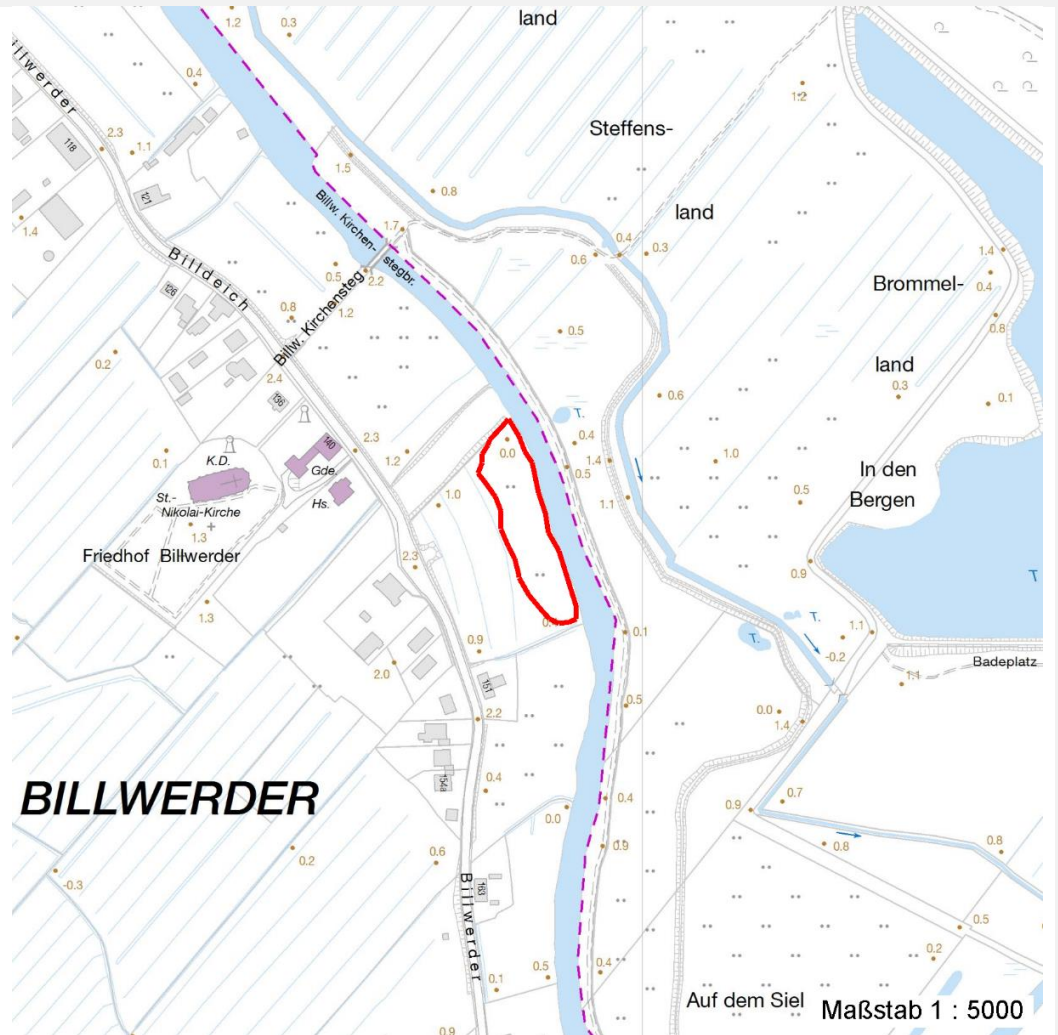 land
1.2
0.3
illwerder
0.4
1.2
118
2.3
1.1
Steffens-
121
1.5
0.8
Billw. Kirchen-
stegbr.
land
1.4
1.7
0.4
0.3
0.6
1.4
Billdeich
0.5
2.2
0.4
Brommel-
126
Billw. Kirchensteg
0.8
1.2
0.8
0.5
0.2
land
2.4
0.3
0.6
0.1
136
T.
140
2.3
0.0
0.4
0.1
K.D.
1.2
1.4
1.0
In den
Gde.
0.5
Bergen
St.-
Hs.
1.0
1.1
0.5
Nikolai-Kirche
1.3
Friedhof Billwerder
2.3
0.9
T
1.3
T.
T.
1.1
0.1
-0.2
0.9
2.0
Badeplatz
1.1
151
0.5
0.0
2.2
1.4
BILLWERDER
154a
0.4
0.4
0.7
0.0
0.9
0.2
0.9
0.8
0.8
0.6
-0.3
163
Billwerder
0.5
0.2
0.4
0.5
0.1
Auf dem Siel
Maßstab 1 : 5000
0.9